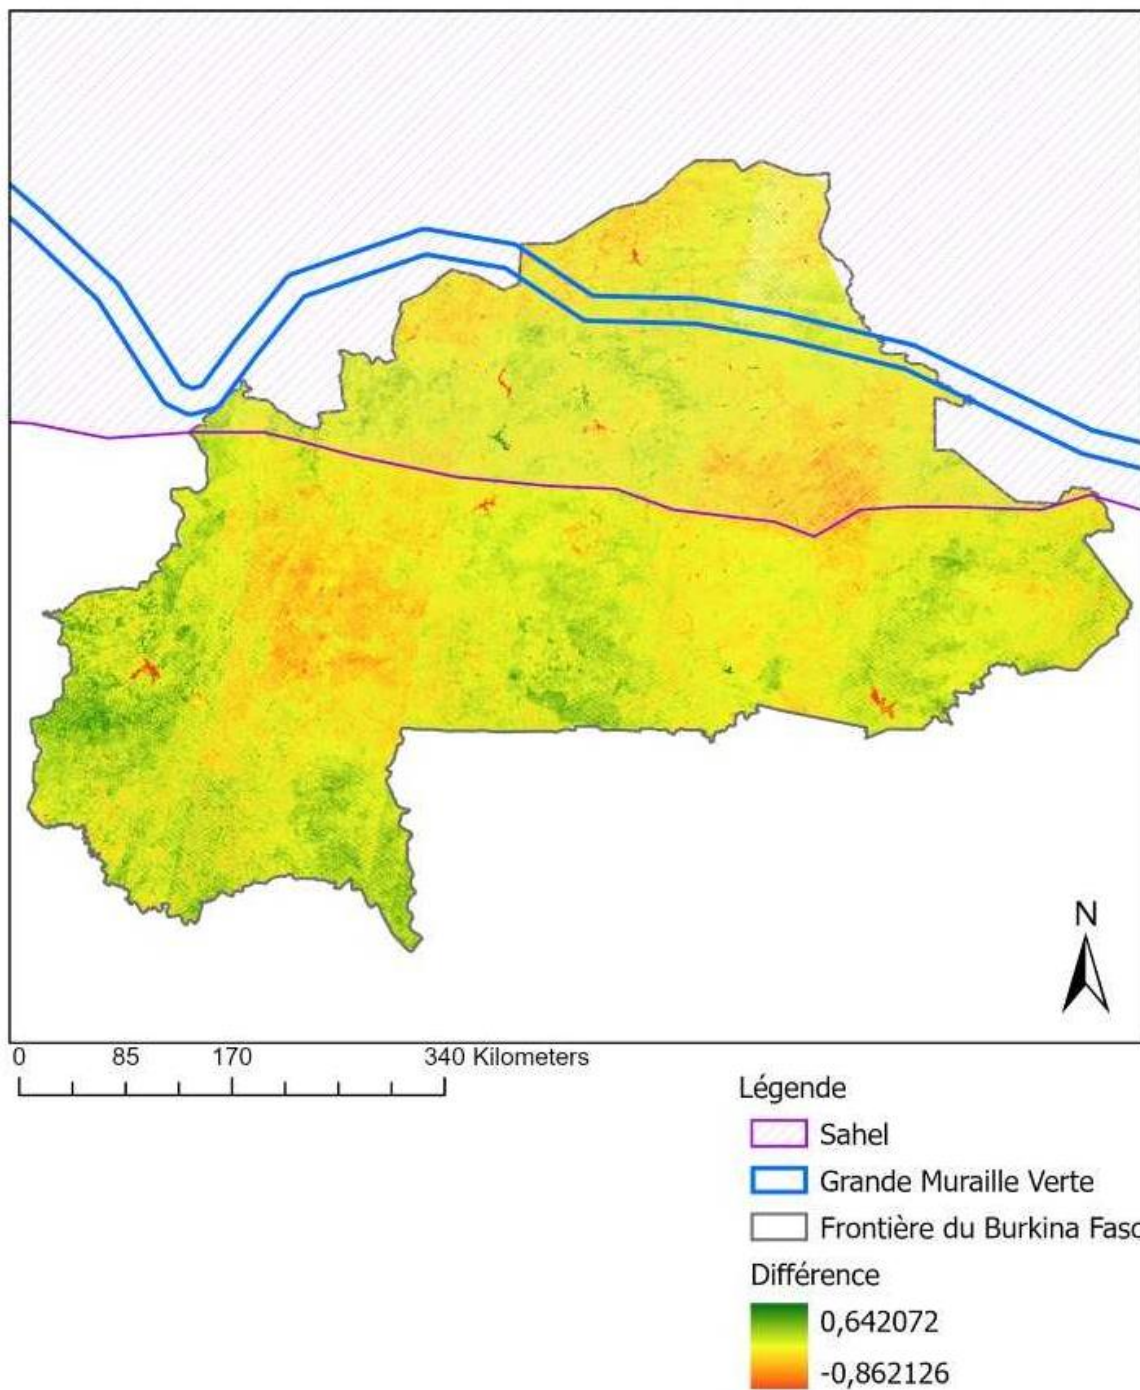 N
0 85 170 340 Kilometers
Légende
Sahel
Grande Muraille Verte
Frontière du Burkina Faso
Différence
0,642072
-0,862126